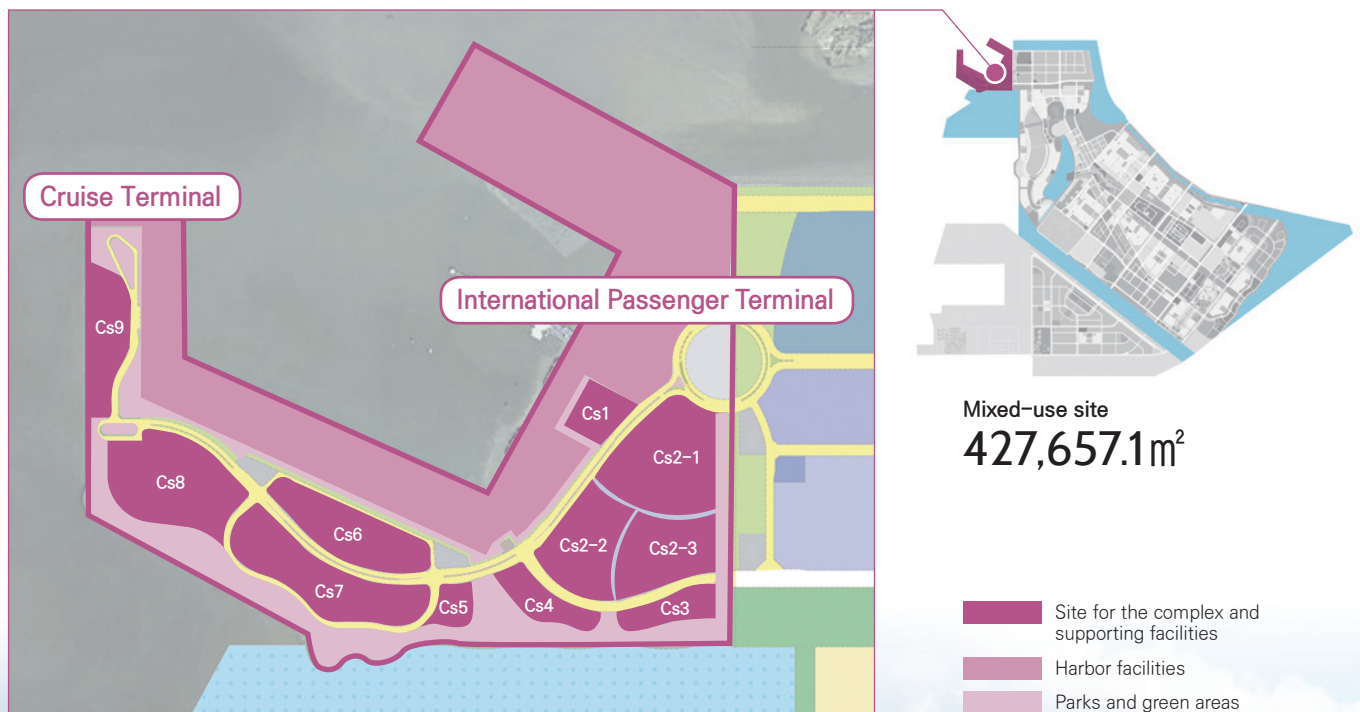 Cruise Terminal
International Passenger Terminal
Cs9
Cs1
Cs2-1
Cs8
Cs6
Cs2-2
Cs2-3
Cs7
Cs5
Cs4
Cs3
Mixed-use site
427,657.1㎡
Site for the complex and
supporting facilities
Harbor facilities
Parks and green areas